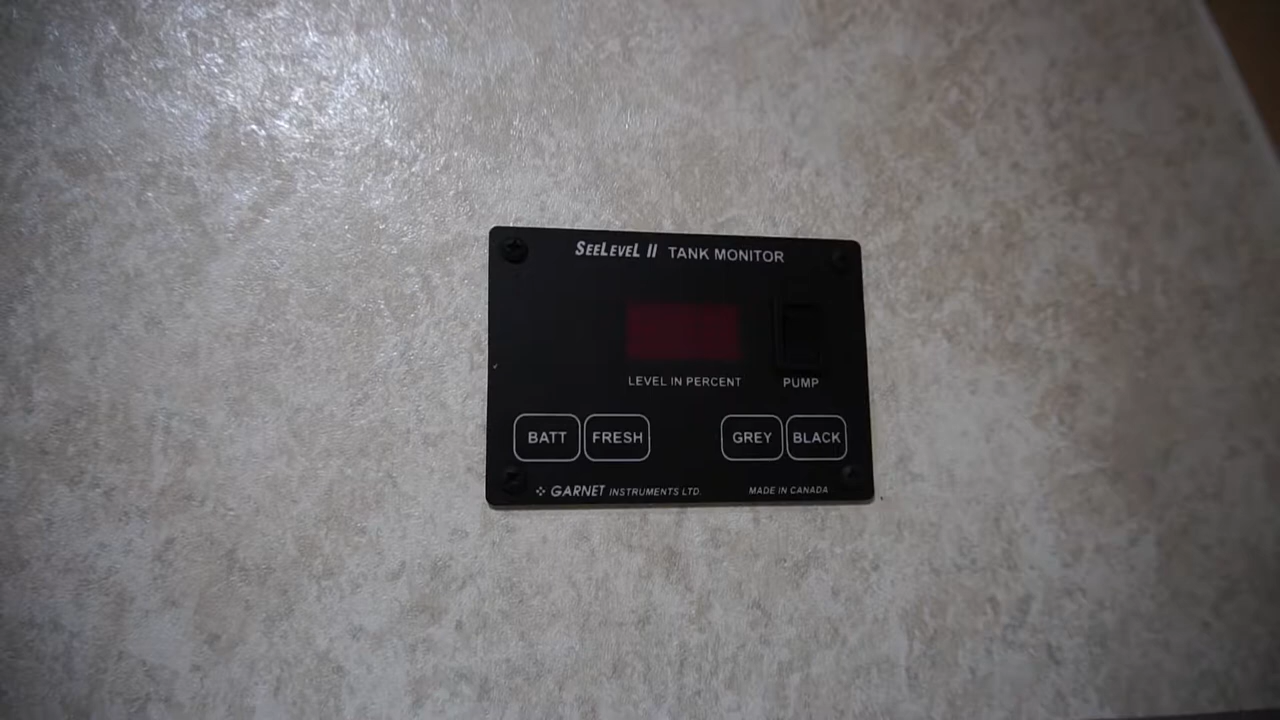 SEELEVEL II TANK MONITOR
LEVEL IN PERCENT
PUMP
BATT
FRESH
GREY
BLACK
GARNET INSTRUMENTS LTD.
MADE IN CANADA